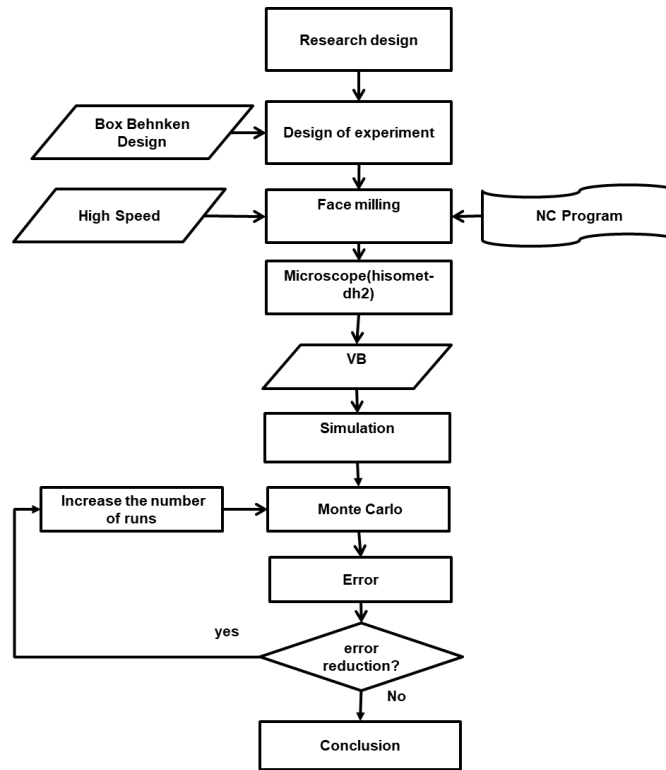 Research design
Box Behnken
Design
Design of experiment
High Speed
Face milling
NC Program
Microscope(hisomet-
dh2)
VB
Simulation
Increase the number
of runs
Monte Carlo
Error
yes
error
reduction?
No
Conclusion